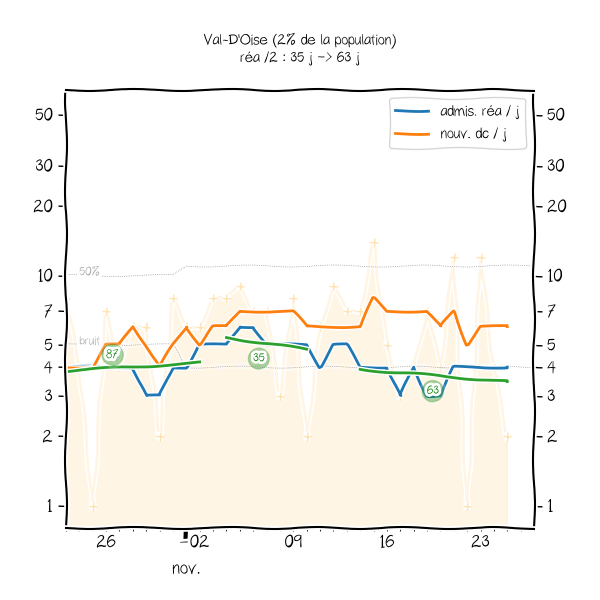 Val-D'Oise (2% de la population)
réa /2 : 35 j -> 63 j
admis. réa / j
nouv. dc / j
50 50
30 30
20 20
10 10
7 7
5 5
4 4
3 3
2 2
1 1
50%
bruit
87
35
63
26 02 09 16 23
nov.